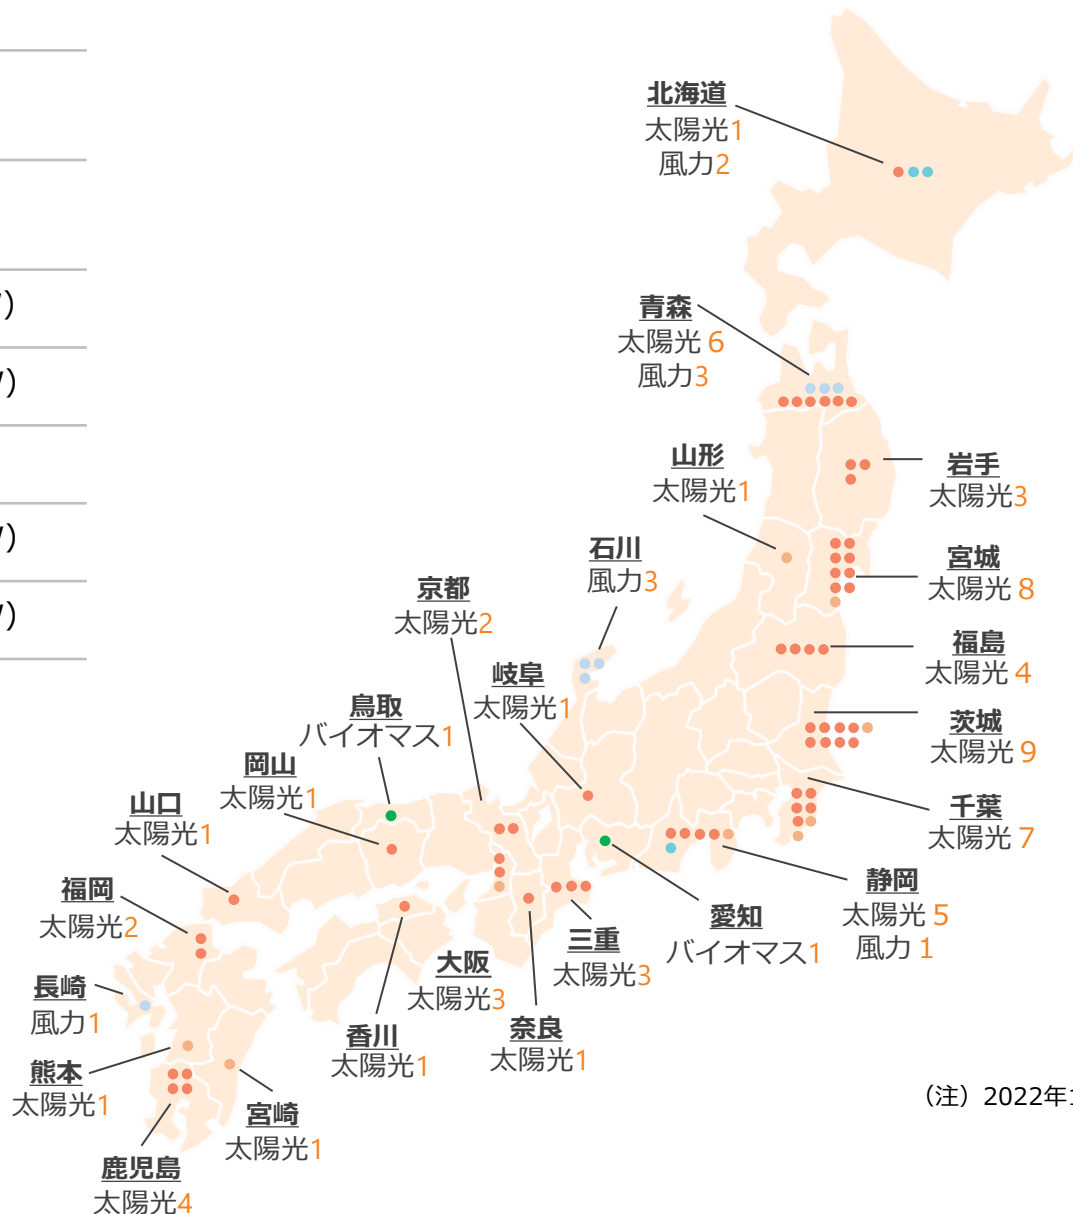 北海道
太陽光1
風力2
青森
太陽光 6
風力3
山形
太陽光1
岩手
太陽光3
石川
風力3
宮城
太陽光 8
京都
太陽光2
福島
太陽光 4
岐阜
太陽光1
鳥取
バイオマス1
茨城
太陽光 9
岡山
太陽光1
山口
太陽光1
千葉
太陽光 7
福岡
太陽光2
静岡
太陽光 5
風力 1
愛知
バイオマス1
三重
太陽光3
大阪
太陽光3
長崎
風力1
奈良
太陽光1
香川
太陽光1
熊本
太陽光1
宮崎
太陽光1
鹿児島
太陽光4
（注）2022年